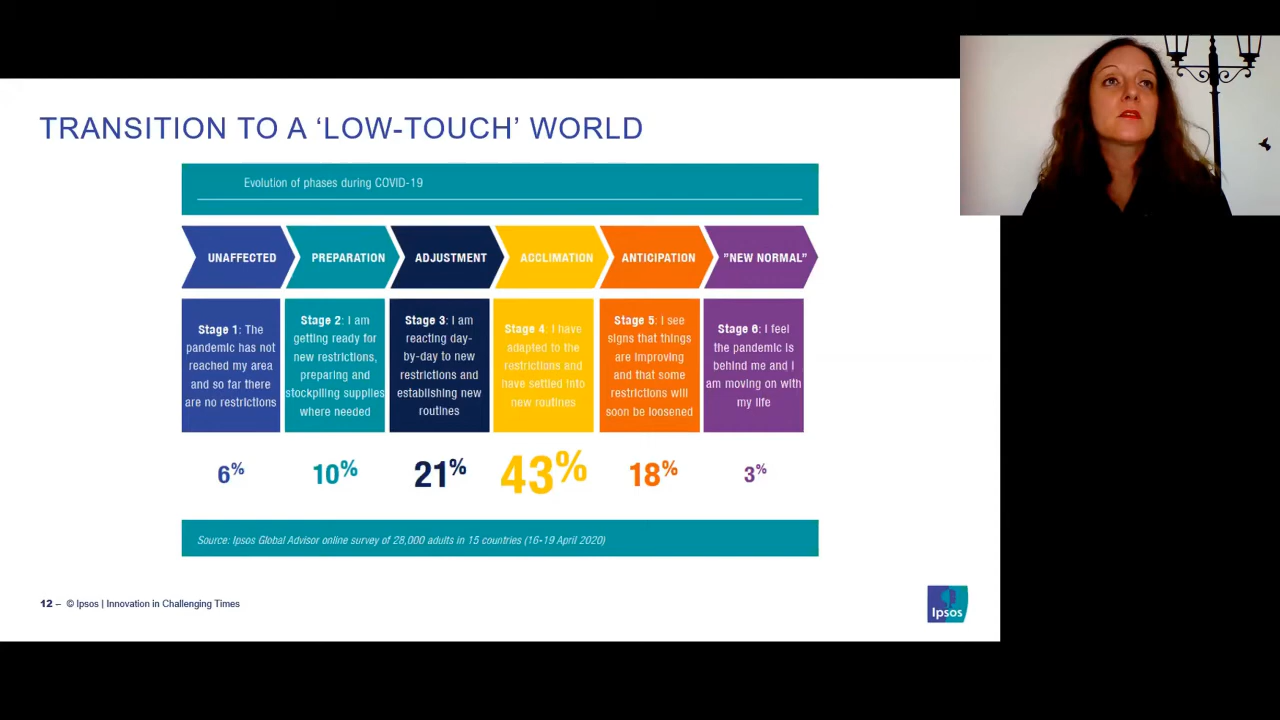 TRANSITION TO A ‘LOW-TOUCH’ WORLD
Evolution of phases during COVID-19
UNAFFECTED
PREPARATION
ADJUSTMENT
ACCLIMATION
ANTICIPATION
”NEW NORMAL”
Stage 1: The
pandemic has not
reached my area
and so far there
are no restrictions
Stage 2: I am
getting ready for
new restrictions,
preparing and
stockpiling supplies
where needed
Stage 3: I am
reacting day-
by-day to new
restrictions and
establishing new
routines
Stage 4: I have
adapted to the
restrictions and
have settled into
new routines
Stage 5: I see
signs that things
are improving
and that some
restrictions will
soon be loosened
Stage 6: I feel
the pandemic is
behind me and i
am moving on with
my life
6%
10%
21%
43%
18%
3%
Source: Ipsos Global Advisor online survey of 28,000 adults in 15 countries (16-19 April 2020)
12 – © Ipsos | Innovation in Challenging Times
Ipsos